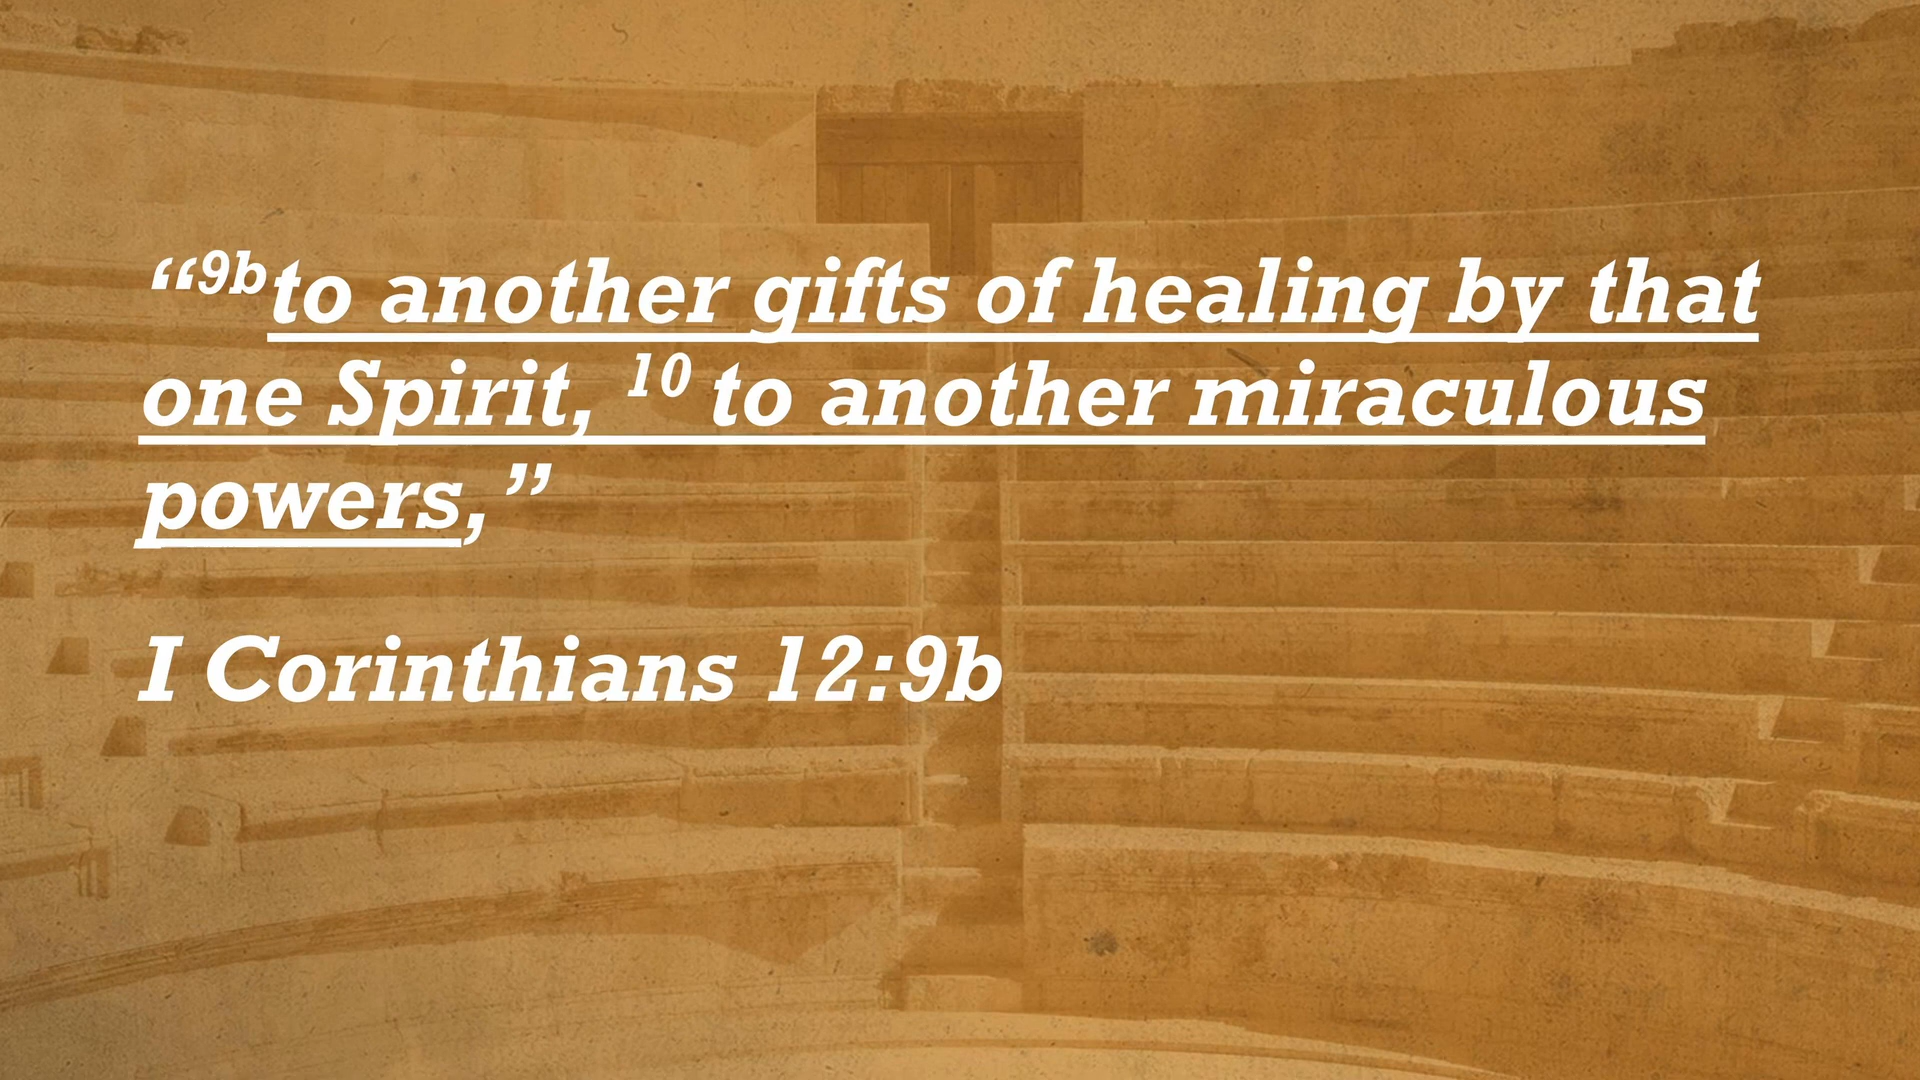 “9bto another gifts of healing by that
one Spirit, 10 to another miraculous
powers,”
I Corinthians 12:9b